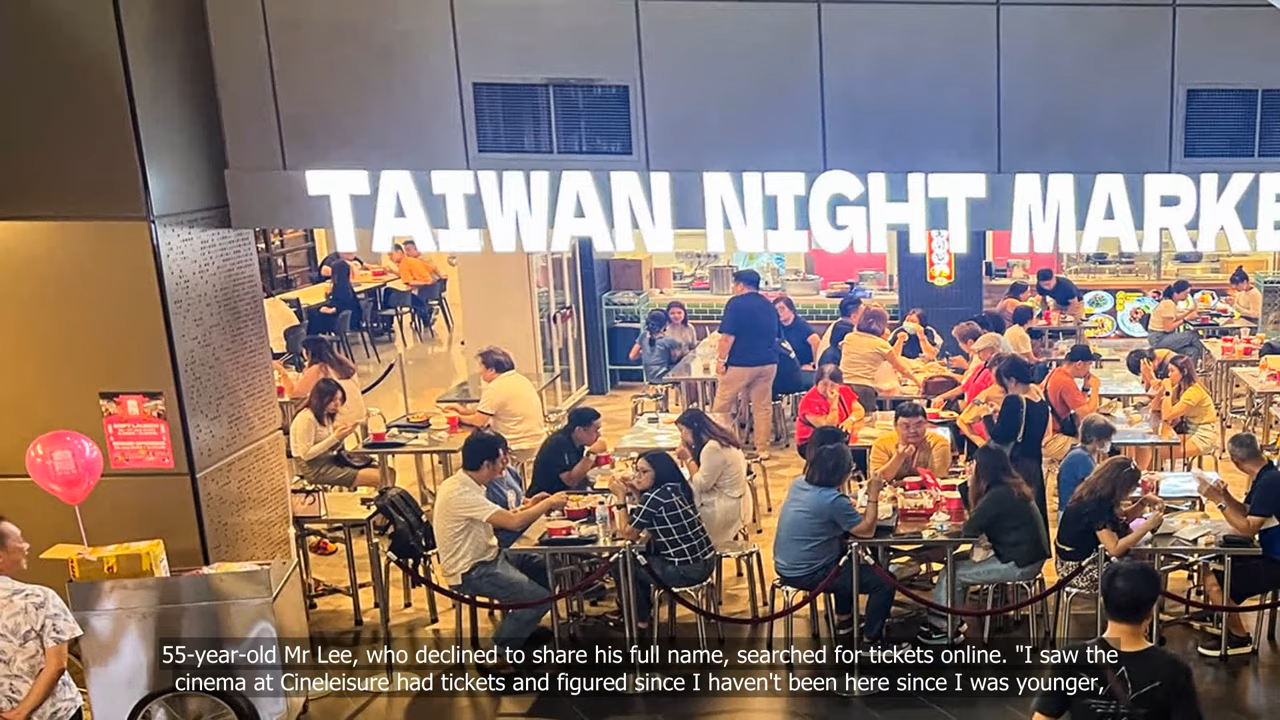 TAIWAN NIGHT MARKE
55-year-old Mr Lee, who declined to share his full name, searched for tickets online. "I saw the
cinema at Cineleisure had tickets and figured since I haven't been here since I was younger,